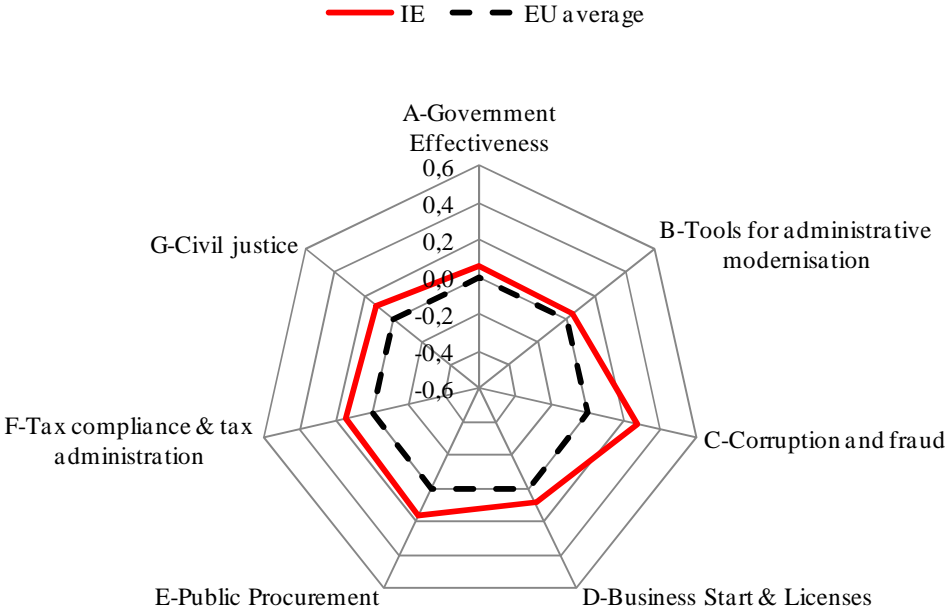 IE
EU average
A-Government
Effectiveness
0,6
0,4
0,2
0,0
-0,2
-0,4
-0,6
B-Tools for administrative
modernisation
C-Corruption and fraud
D-Business Start & Licenses
E-Public Procurement
F-Tax compliance & tax
administration
G-Civil justice